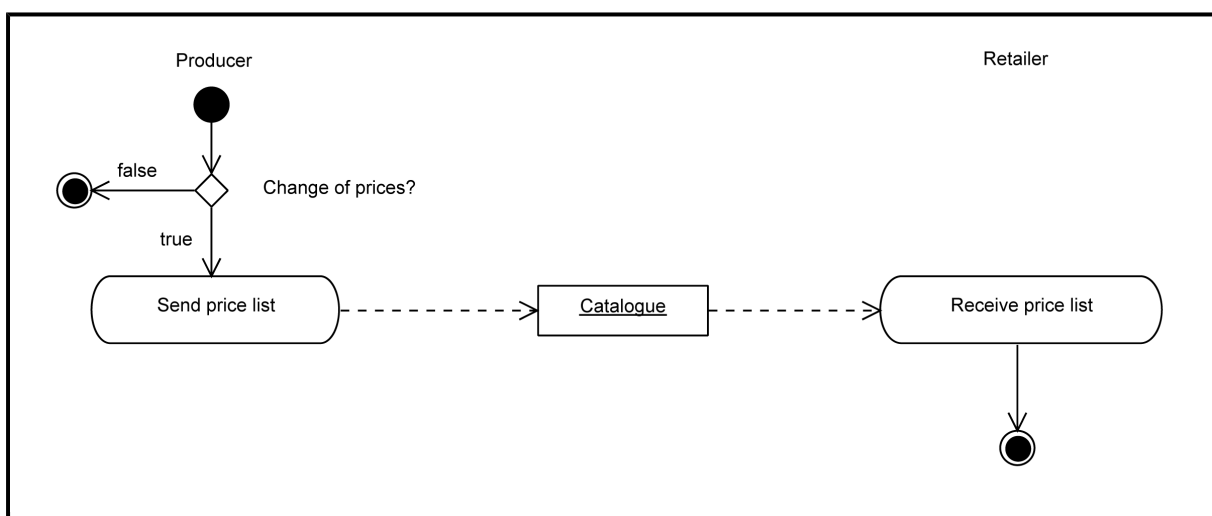 Producer
Retailer
false
Change of prices?
true
Send price list
Catalogue
Receive price list